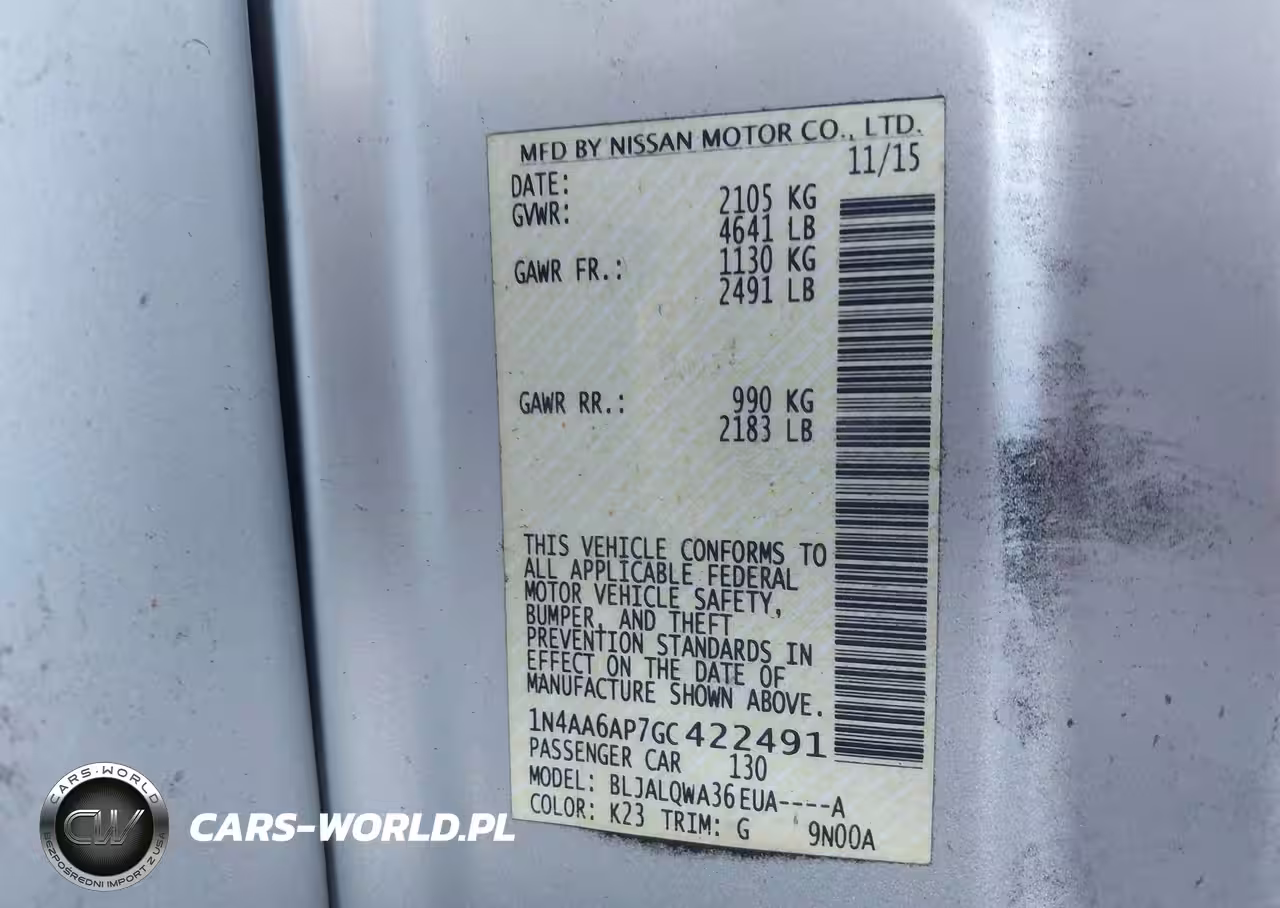 MFD BY NISSAN MOTOR CO., LTD.
DATE: 11/15
GVWR: 2105 KG
4641 LB
GAWR FR.: 1130 KG
2491 LB
GAWR RR.: 990 KG
2183 LB
THIS VEHICLE CONFORMS TO
ALL APPLICABLE FEDERAL
MOTOR VEHICLE SAFETY,
BUMPER, AND THEFT
PREVENTION STANDARDS IN
EFFECT ON THE DATE OF
MANUFACTURE SHOWN ABOVE.
1N4AA6AP7GC422491
PASSENGER CAR 130
MODEL: BLJALQWA36EUA----A
COLOR: K23 TRIM: G 9N00A
CARS-WORLD
CW
BEZPOŚREDNI IMPORT Z USA
CARS-WORLD.PL